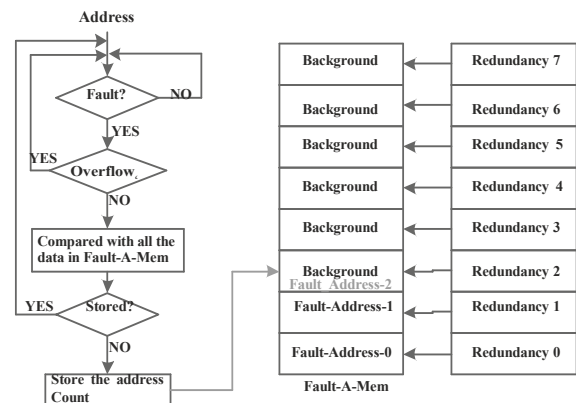 Address
Fault?
NO
YES
YES
Overflow
NO
Compared with all the
data in Fault-A-Mem
YES
Stored?
NO
Store the address
Count
Background
Background
Background
Background
Background
Background
Fault_Address-2
Fault-Address-1
Fault-Address-0
Fault-A-Mem
Redundancy 7
Redundancy 6
Redundancy 5
Redundancy 4
Redundancy 3
Redundancy 2
Redundancy 1
Redundancy 0